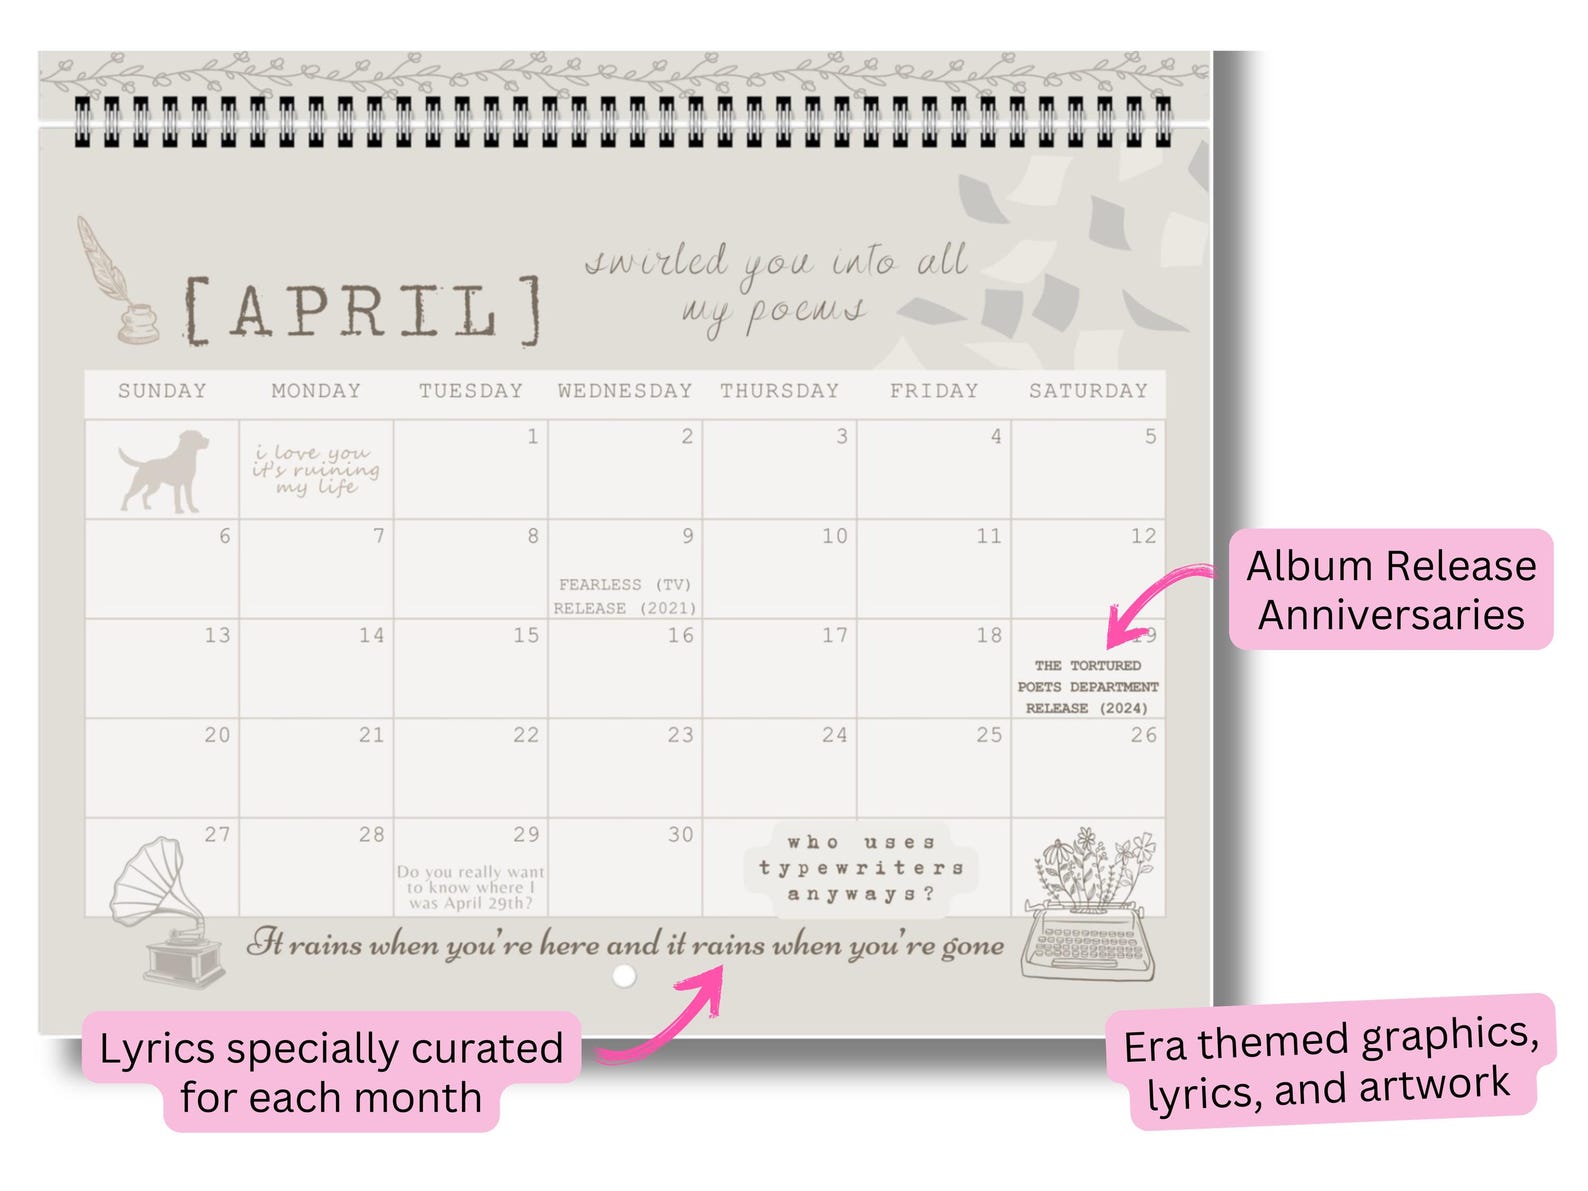 [APRIL]
swirled you into all
my poems
SUNDAY MONDAY TUESDAY WEDNESDAY THURSDAY FRIDAY SATURDAY
i love you
it's ruining
my life
1 2 3 4 5
6 7 8 9 10 11 12
FEARLESS (TV)
RELEASE (2021)
13 14 15 16 17 18 19
THE TORTURED
POETS DEPARTMENT
RELEASE (2024)
20 21 22 23 24 25 26
27 28 29 30
Do you really want
to know where I
was April 29th?
who uses
typewriters
anyways?
It rains when you're here and it rains when you're gone
Album Release
Anniversaries
Lyrics specially curated
for each month
Era themed graphics,
lyrics, and artwork